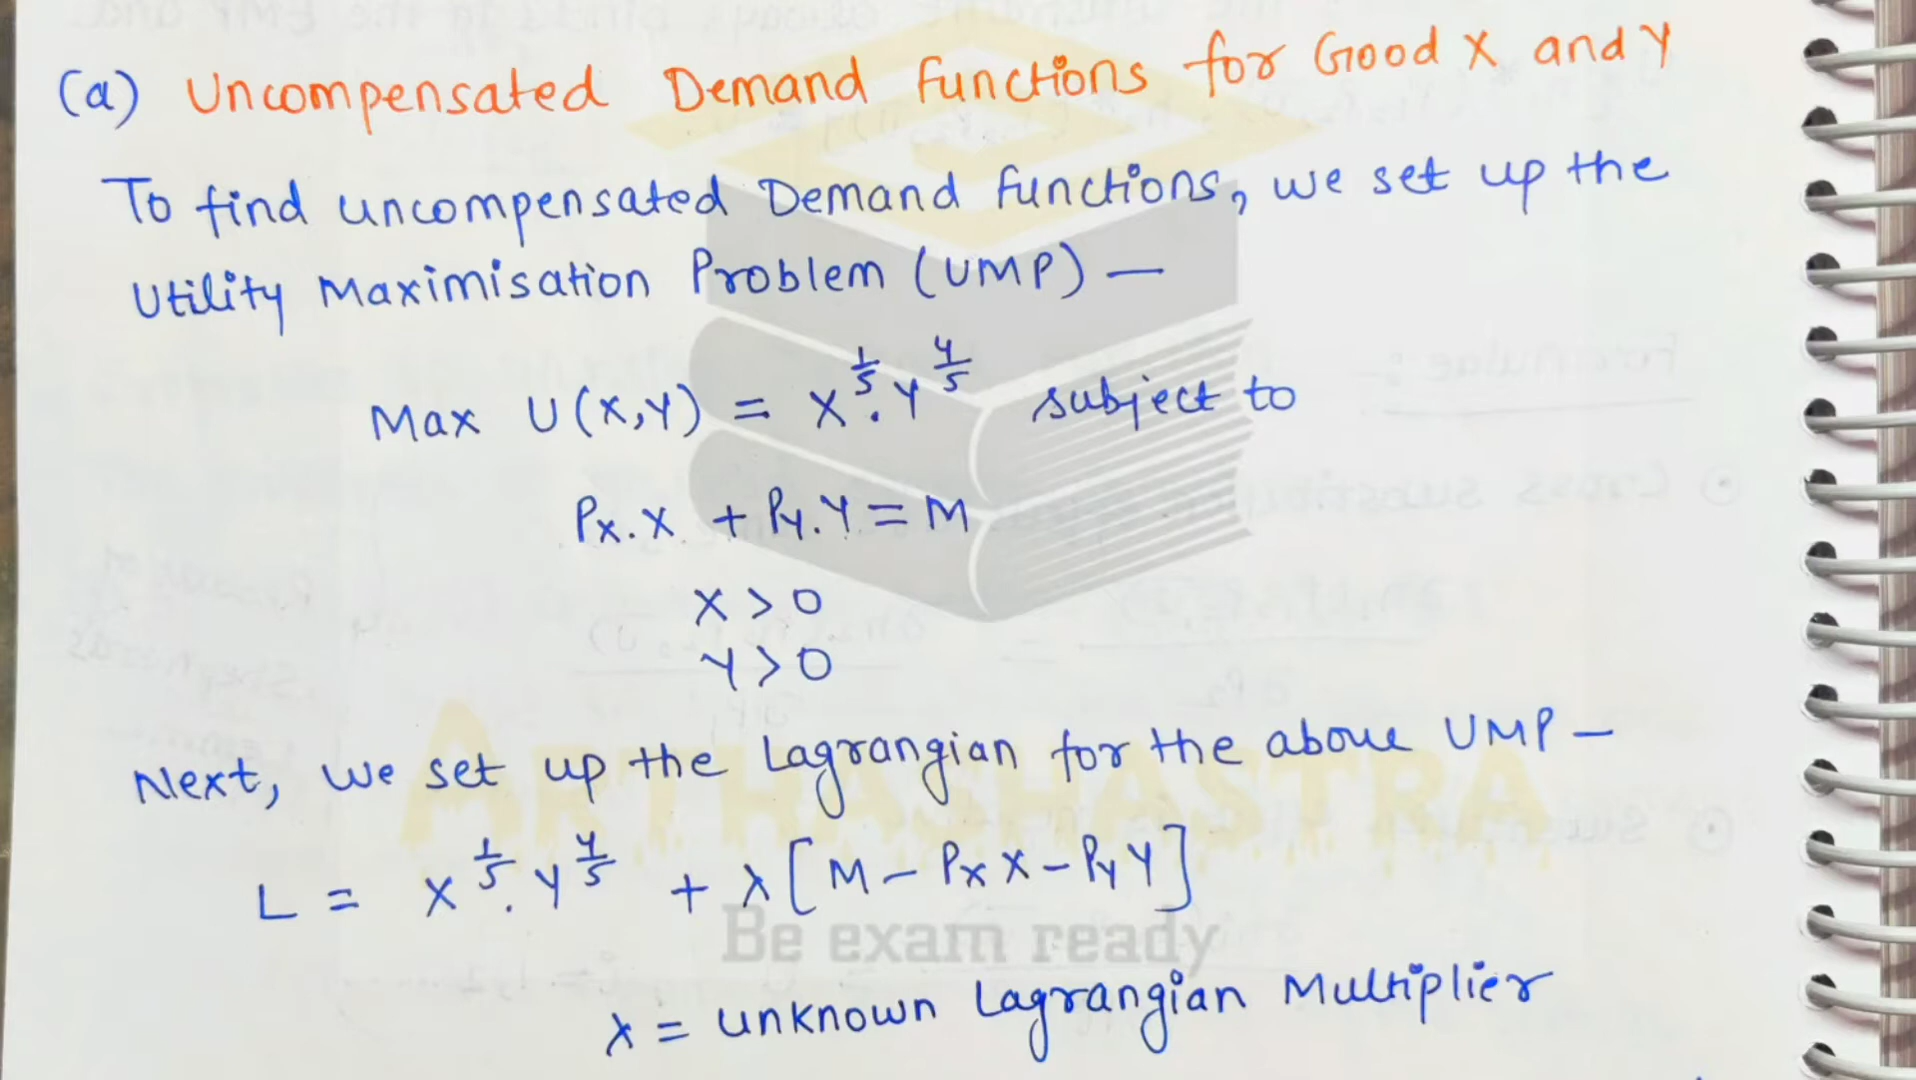 (a) Uncompensated Demand functions for Good X and Y
To find uncompensated Demand functions, we set up the
Utility Maximisation Problem (UMP) —
Max U(X,Y) = X^{1/5}.Y^{4/5} subject to
Px.X + Py.Y = M
X > 0
Y > 0
Next, we set up the Lagrangian for the above UMP —
L = X^{1/5}.Y^{4/5} + λ[M - Px X - Py Y]
λ = unknown Lagrangian Multiplier
ARTHASHASTRA
Be exam ready